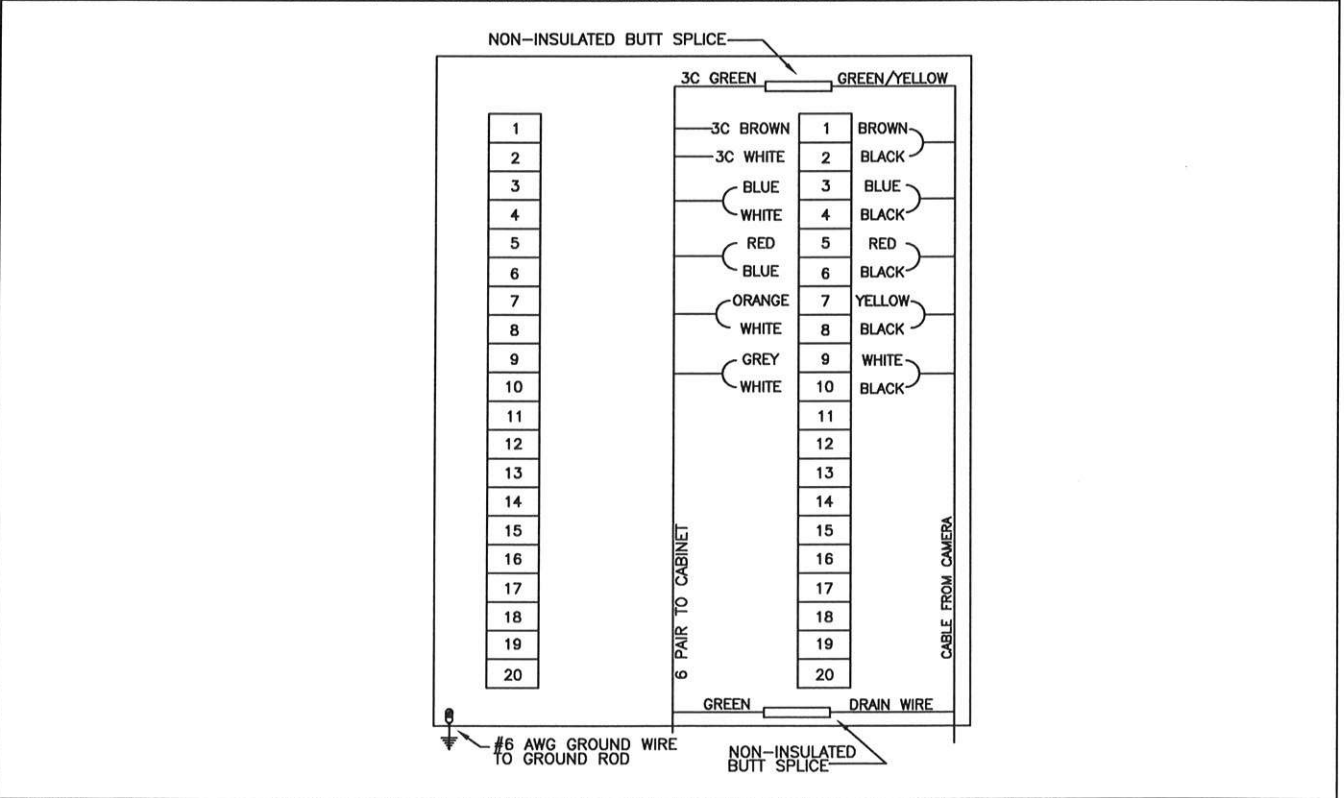 NON-INSULATED BUTT SPLICE
3C GREEN GREEN/YELLOW
1 3C BROWN 1 BROWN
2 3C WHITE 2 BLACK
3 BLUE 3 BLUE
4 WHITE 4 BLACK
5 RED 5 RED
6 BLUE 6 BLACK
7 ORANGE 7 YELLOW
8 WHITE 8 BLACK
9 GREY 9 WHITE
10 WHITE 10 BLACK
11 11
12 12
13 13
14 14
15 15
16 16
17 17
18 18
19 19
20 20
6 PAIR TO CABINET
CABLE FROM CAMERA
GREEN DRAIN WIRE
#6 AWG GROUND WIRE
TO GROUND ROD
NON-INSULATED
BUTT SPLICE